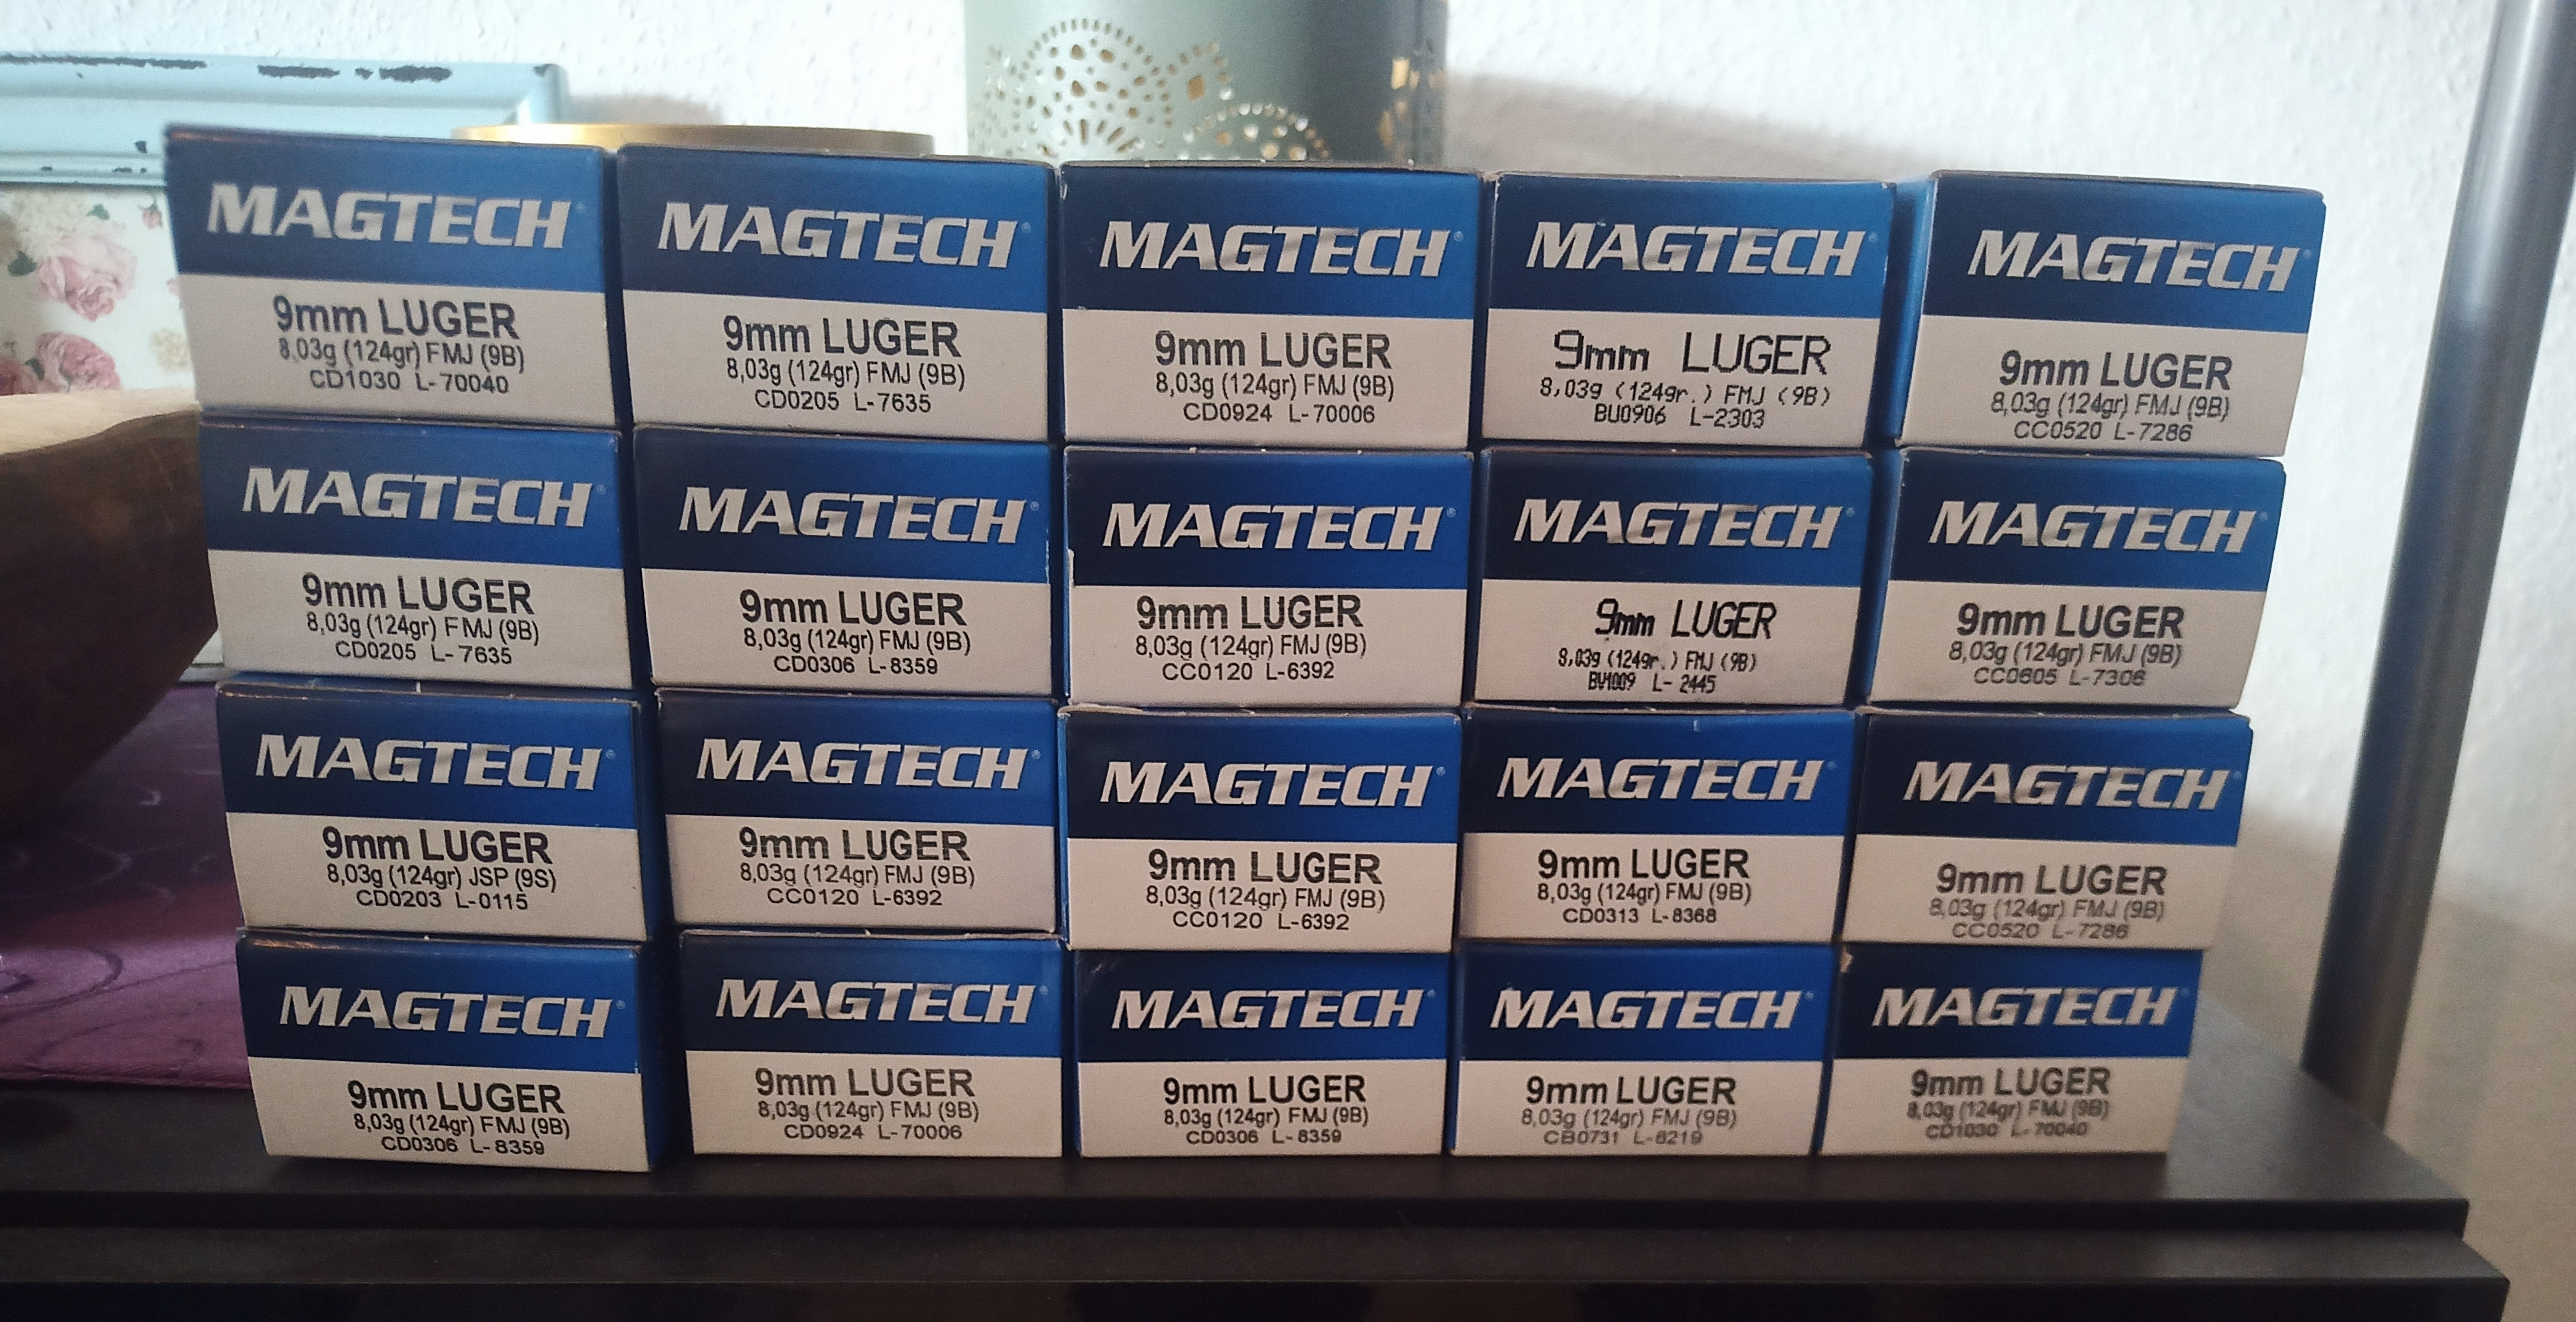 MAGTECH
9mm LUGER
8,03g (124gr) FMJ (9B)
CD1030 L-70040
MAGTECH
9mm LUGER
8,03g (124gr) FMJ (9B)
CD0205 L-7635
MAGTECH
9mm LUGER
8,03g (124gr) FMJ (9B)
CD0924 L-70006
MAGTECH
9mm LUGER
8,03g (124gr.) FMJ (9B)
BU0906 L-2303
MAGTECH
9mm LUGER
8,03g (124gr) FMJ (9B)
CC0520 L-7286
MAGTECH
9mm LUGER
8,03g (124gr) FMJ (9B)
CD0205 L-7635
MAGTECH
9mm LUGER
8,03g (124gr) FMJ (9B)
CD0306 L-8359
MAGTECH
9mm LUGER
8,03g (124gr) FMJ (9B)
CC0120 L-6392
MAGTECH
9mm LUGER
8,03g (124gr.) FMJ (9B)
L-2445
MAGTECH
9mm LUGER
8,03g (124gr) FMJ (9B)
CC0605 L-7306
MAGTECH
9mm LUGER
8,03g (124gr) JSP (9S)
CD0203 L-0115
MAGTECH
9mm LUGER
8,03g (124gr) FMJ (9B)
CC0120 L-6392
MAGTECH
9mm LUGER
8,03g (124gr) FMJ (9B)
CC0120 L-6392
MAGTECH
9mm LUGER
8,03g (124gr) FMJ (9B)
CD0313 L-8368
MAGTECH
9mm LUGER
8,03g (124gr) FMJ (9B)
CC0520 L-7286
MAGTECH
9mm LUGER
8,03g (124gr) FMJ (9B)
CD0306 L-8359
MAGTECH
9mm LUGER
8,03g (124gr) FMJ (9B)
CD0924 L-70006
MAGTECH
9mm LUGER
8,03g (124gr) FMJ (9B)
CD0306 L-8359
MAGTECH
9mm LUGER
8,03g (124gr) FMJ (9B)
CB0731 L-6219
MAGTECH
9mm LUGER
8,03g (124gr) FMJ (9B)
CD1030 L-70040